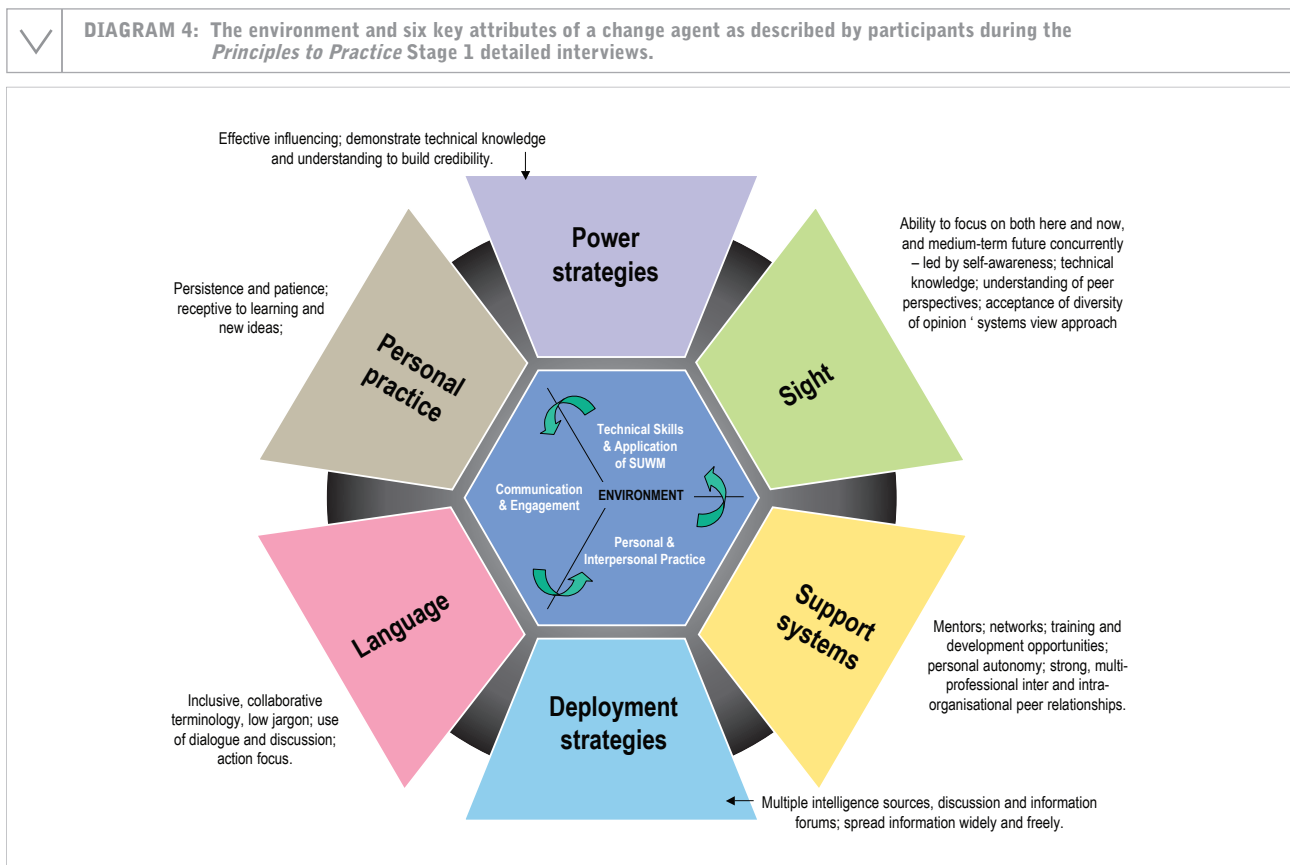 DIAGRAM 4: The environment and six key attributes of a change agent as described by participants during the
Principles to Practice Stage 1 detailed interviews.
Effective influencing; demonstrate technical knowledge
and understanding to build credibility.
Power
strategies
Ability to focus on both here and now,
and medium-term future concurrently
– led by self-awareness; technical
knowledge; understanding of peer
perspectives; acceptance of diversity
of opinion ‘ systems view approach
Sight
Persistence and patience;
receptive to learning and
new ideas;
Personal
practice
Technical Skills
& Application
of SUWM
Communication
& Engagement
ENVIRONMENT
Personal &
Interpersonal Practice
Language
Inclusive, collaborative
terminology, low jargon; use
of dialogue and discussion;
action focus.
Support
systems
Mentors; networks; training and
development opportunities;
personal autonomy; strong, multi-
professional inter and intra-
organisational peer relationships.
Deployment
strategies
Multiple intelligence sources, discussion and information
forums; spread information widely and freely.